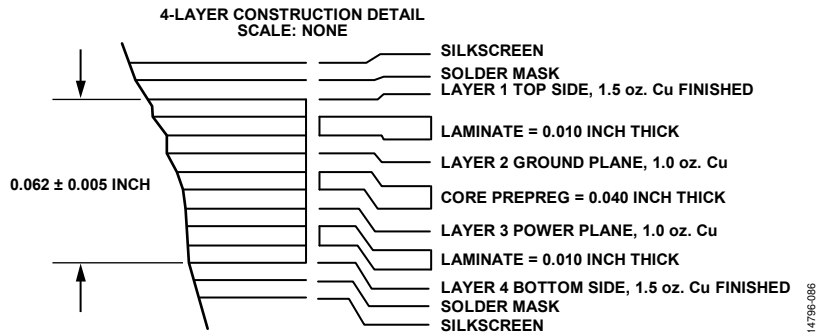 4-LAYER CONSTRUCTION DETAIL
SCALE: NONE
SILKSCREEN
SOLDER MASK
LAYER 1 TOP SIDE, 1.5 oz. Cu FINISHED
LAMINATE = 0.010 INCH THICK
LAYER 2 GROUND PLANE, 1.0 oz. Cu
0.062 ± 0.005 INCH
CORE PREPREG = 0.040 INCH THICK
LAYER 3 POWER PLANE, 1.0 oz. Cu
LAMINATE = 0.010 INCH THICK
LAYER 4 BOTTOM SIDE, 1.5 oz. Cu FINISHED
SOLDER MASK
SILKSCREEN
14796-086